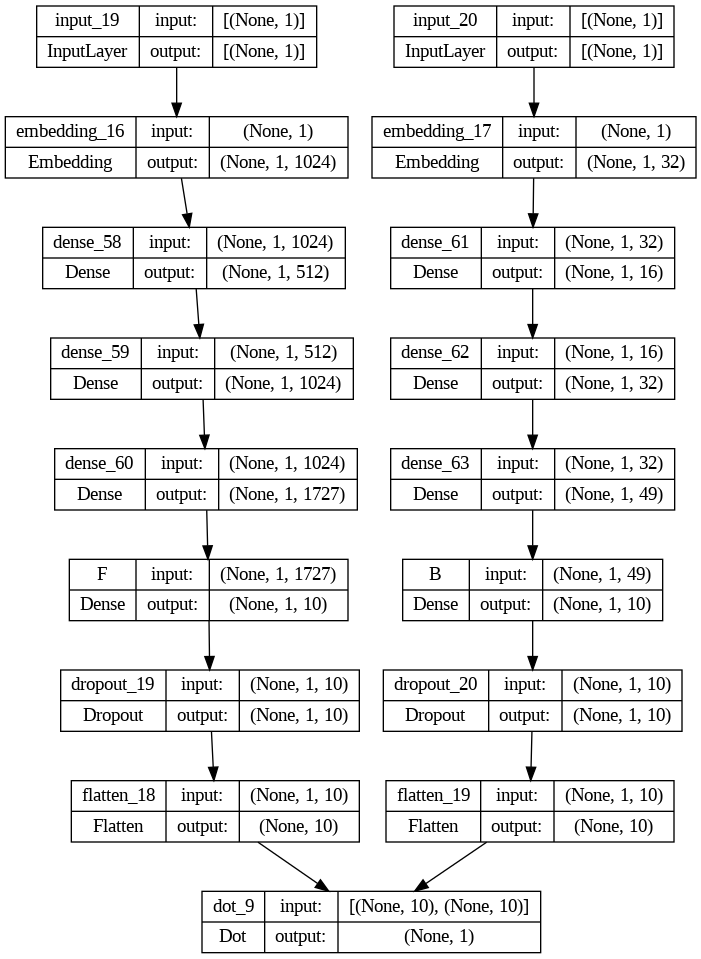 input_19 input: [(None, 1)]
InputLayer output: [(None, 1)]
input_20 input: [(None, 1)]
InputLayer output: [(None, 1)]
embedding_16 input: (None, 1)
Embedding output: (None, 1, 1024)
embedding_17 input: (None, 1)
Embedding output: (None, 1, 32)
dense_58 input: (None, 1, 1024)
Dense output: (None, 1, 512)
dense_61 input: (None, 1, 32)
Dense output: (None, 1, 16)
dense_59 input: (None, 1, 512)
Dense output: (None, 1, 1024)
dense_62 input: (None, 1, 16)
Dense output: (None, 1, 32)
dense_60 input: (None, 1, 1024)
Dense output: (None, 1, 1727)
dense_63 input: (None, 1, 32)
Dense output: (None, 1, 49)
F input: (None, 1, 1727)
Dense output: (None, 1, 10)
B input: (None, 1, 49)
Dense output: (None, 1, 10)
dropout_19 input: (None, 1, 10)
Dropout output: (None, 1, 10)
dropout_20 input: (None, 1, 10)
Dropout output: (None, 1, 10)
flatten_18 input: (None, 1, 10)
Flatten output: (None, 10)
flatten_19 input: (None, 1, 10)
Flatten output: (None, 10)
dot_9 input: [(None, 10), (None, 10)]
Dot output: (None, 1)